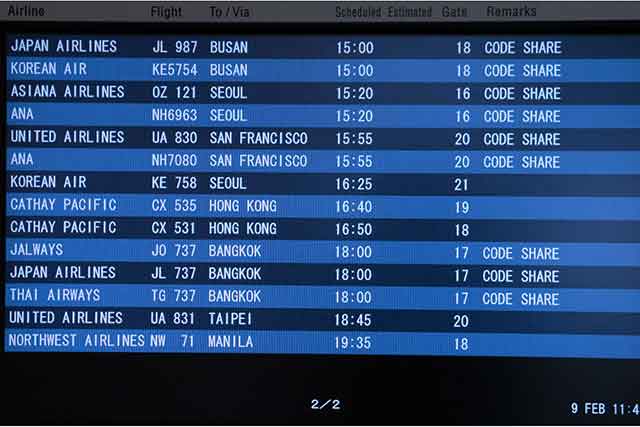 Airline Flight To / Via Scheduled Estimated Gate Remarks
JAPAN AIRLINES JL 987 BUSAN 15:00 18 CODE SHARE
KOREAN AIR KE5754 BUSAN 15:00 18 CODE SHARE
ASIANA AIRLINES OZ 121 SEOUL 15:20 16 CODE SHARE
ANA NH6963 SEOUL 15:20 16 CODE SHARE
UNITED AIRLINES UA 830 SAN FRANCISCO 15:55 20 CODE SHARE
ANA NH7080 SAN FRANCISCO 15:55 20 CODE SHARE
KOREAN AIR KE 758 SEOUL 16:25 21
CATHAY PACIFIC CX 535 HONG KONG 16:40 19
CATHAY PACIFIC CX 531 HONG KONG 16:50 18
JALWAYS JO 737 BANGKOK 18:00 17 CODE SHARE
JAPAN AIRLINES JL 737 BANGKOK 18:00 17 CODE SHARE
THAI AIRWAYS TG 737 BANGKOK 18:00 17 CODE SHARE
UNITED AIRLINES UA 831 TAIPEI 18:45 20
NORTHWEST AIRLINES NW 71 MANILA 19:35 18
2/2
9 FEB 11:4